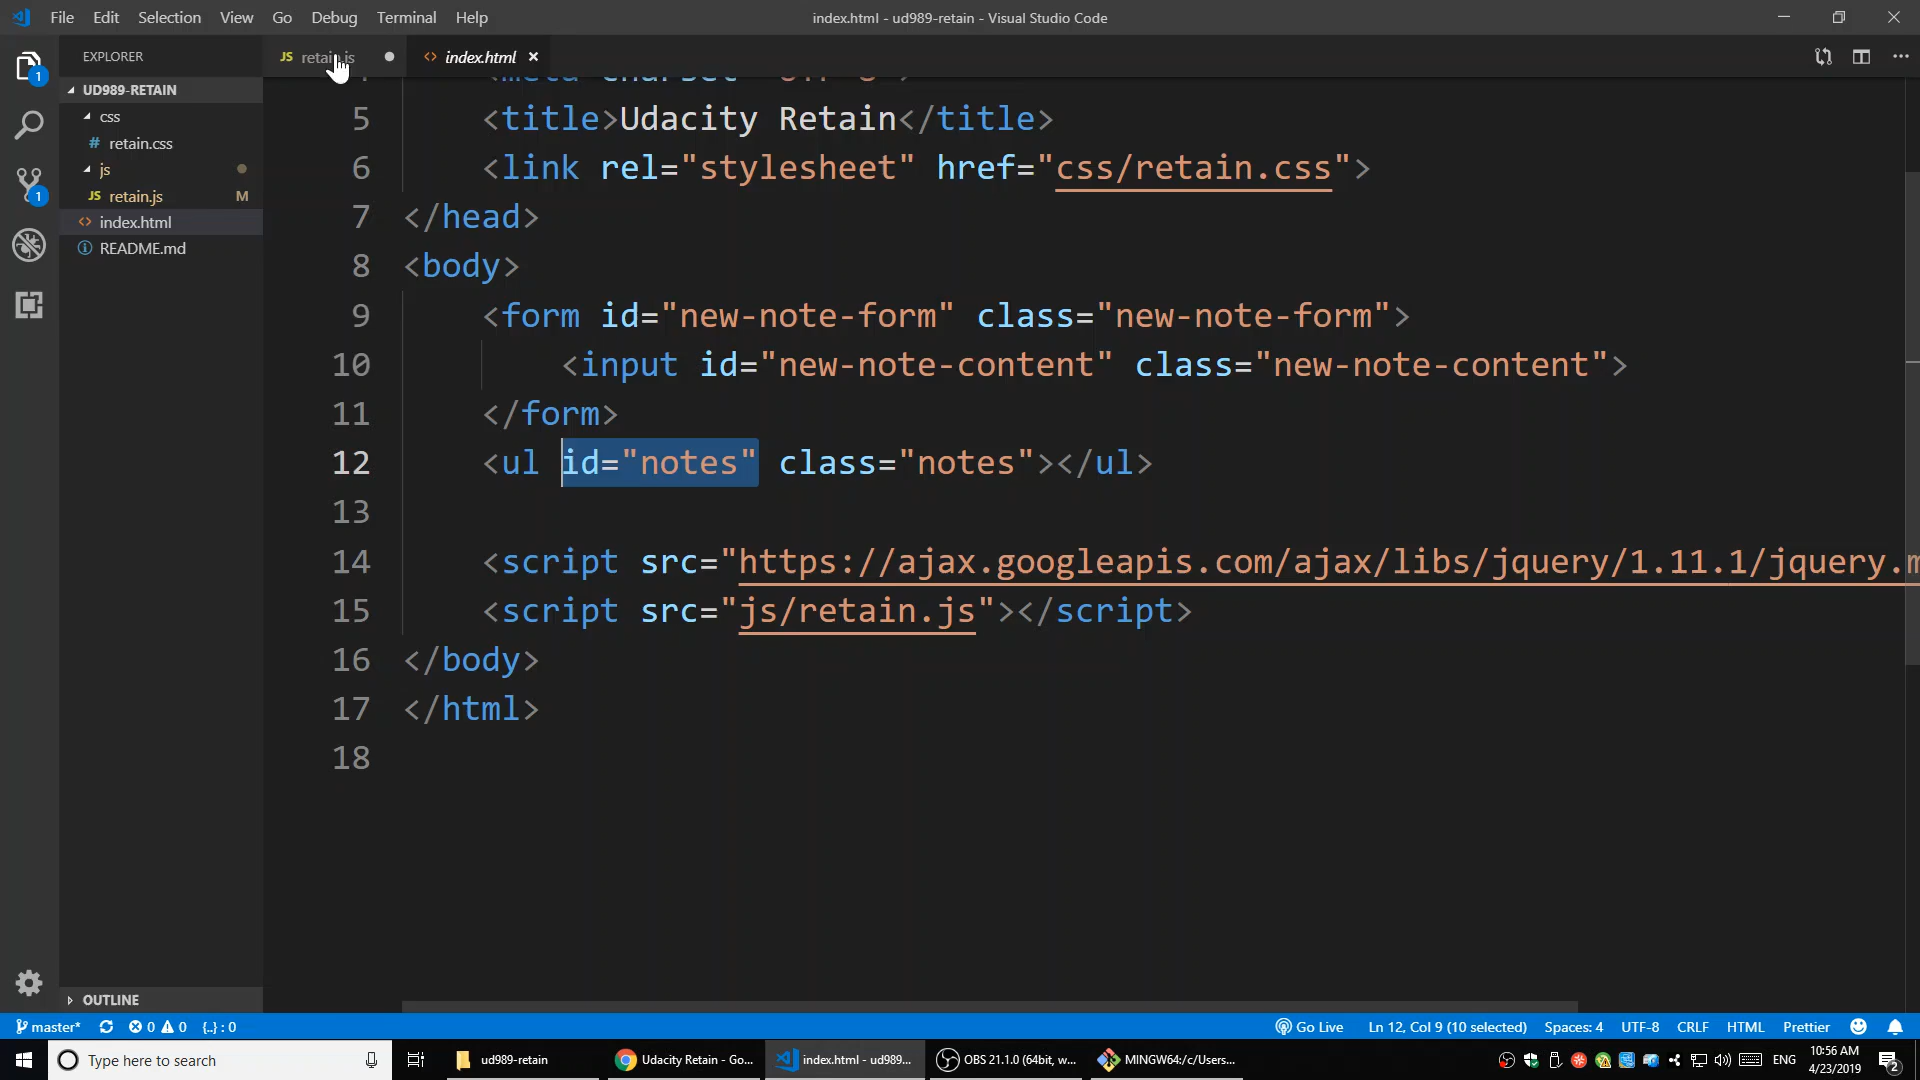 File Edit Selection View Go Debug Terminal Help
index.html - ud989-retain - Visual Studio Code
EXPLORER
UD989-RETAIN
css
# retain.css
js
JS retain.js M
index.html
README.md
OUTLINE
JS retain.js
<> index.html ×
5 <title>Udacity Retain</title>
6 <link rel="stylesheet" href="css/retain.css">
7 </head>
8 <body>
9 <form id="new-note-form" class="new-note-form">
10 <input id="new-note-content" class="new-note-content">
11 </form>
12 <ul id="notes" class="notes"></ul>
13
14 <script src="https://ajax.googleapis.com/ajax/libs/jquery/1.11.1/jquery.m
15 <script src="js/retain.js"></script>
16 </body>
17 </html>
18
1
1
master* 0 0 {..} : 0
Go Live Ln 12, Col 9 (10 selected) Spaces: 4 UTF-8 CRLF HTML Prettier
Type here to search
ud989-retain
Udacity Retain - Go...
index.html - ud989...
OBS 21.1.0 (64bit, w...
MINGW64:/c/Users...
ENG
10:56 AM
4/23/2019
2